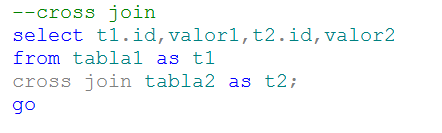 --cross join
select t1.id,valor1,t2.id,valor2
from tabla1 as t1
cross join tabla2 as t2;
go